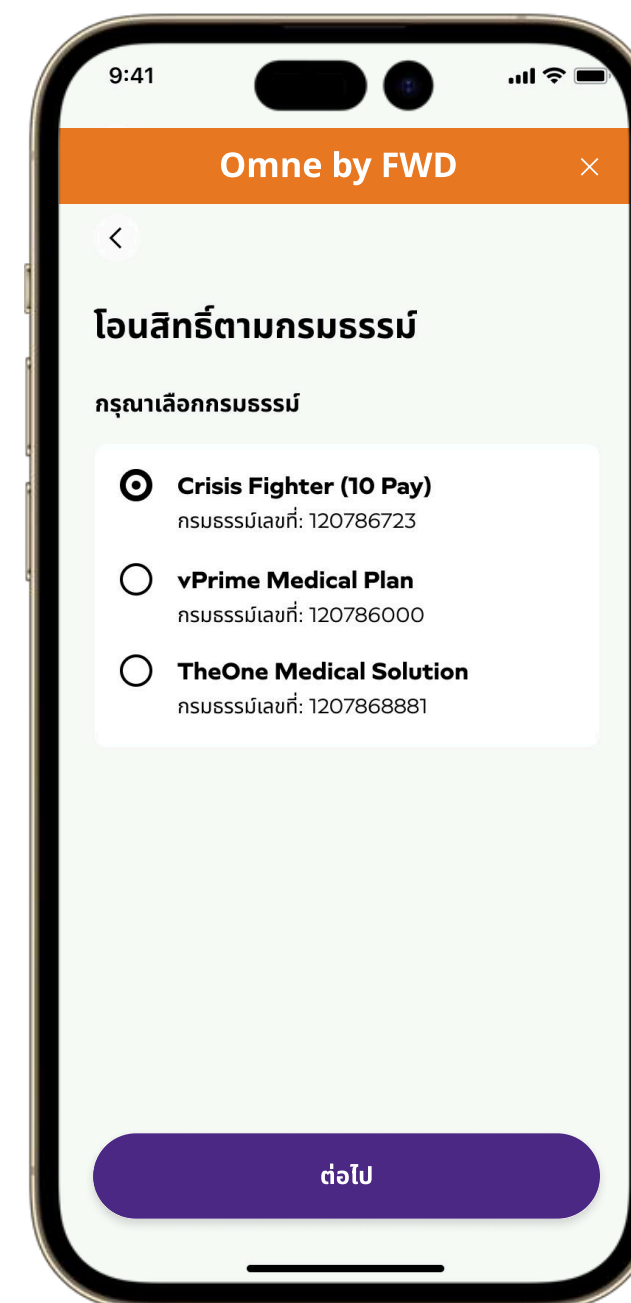 9:41
Omne by FWD
โอนสิทธิ์ตามกรมธรรม์
กรุณาเลือกกรมธรรม์
Crisis Fighter (10 Pay)
กรมธรรม์เลขที่: 120786723
vPrime Medical Plan
กรมธรรม์เลขที่: 120786000
TheOne Medical Solution
กรมธรรม์เลขที่: 1207868881
ต่อไป